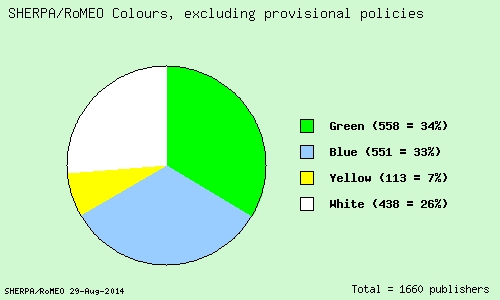 SHERPA/RoMEO Colours, excluding provisional policies
Green (558 = 34%)
Blue (551 = 33%)
Yellow (113 = 7%)
White (438 = 26%)
SHERPA/RoMEO 29-Aug-2014
Total = 1660 publishers